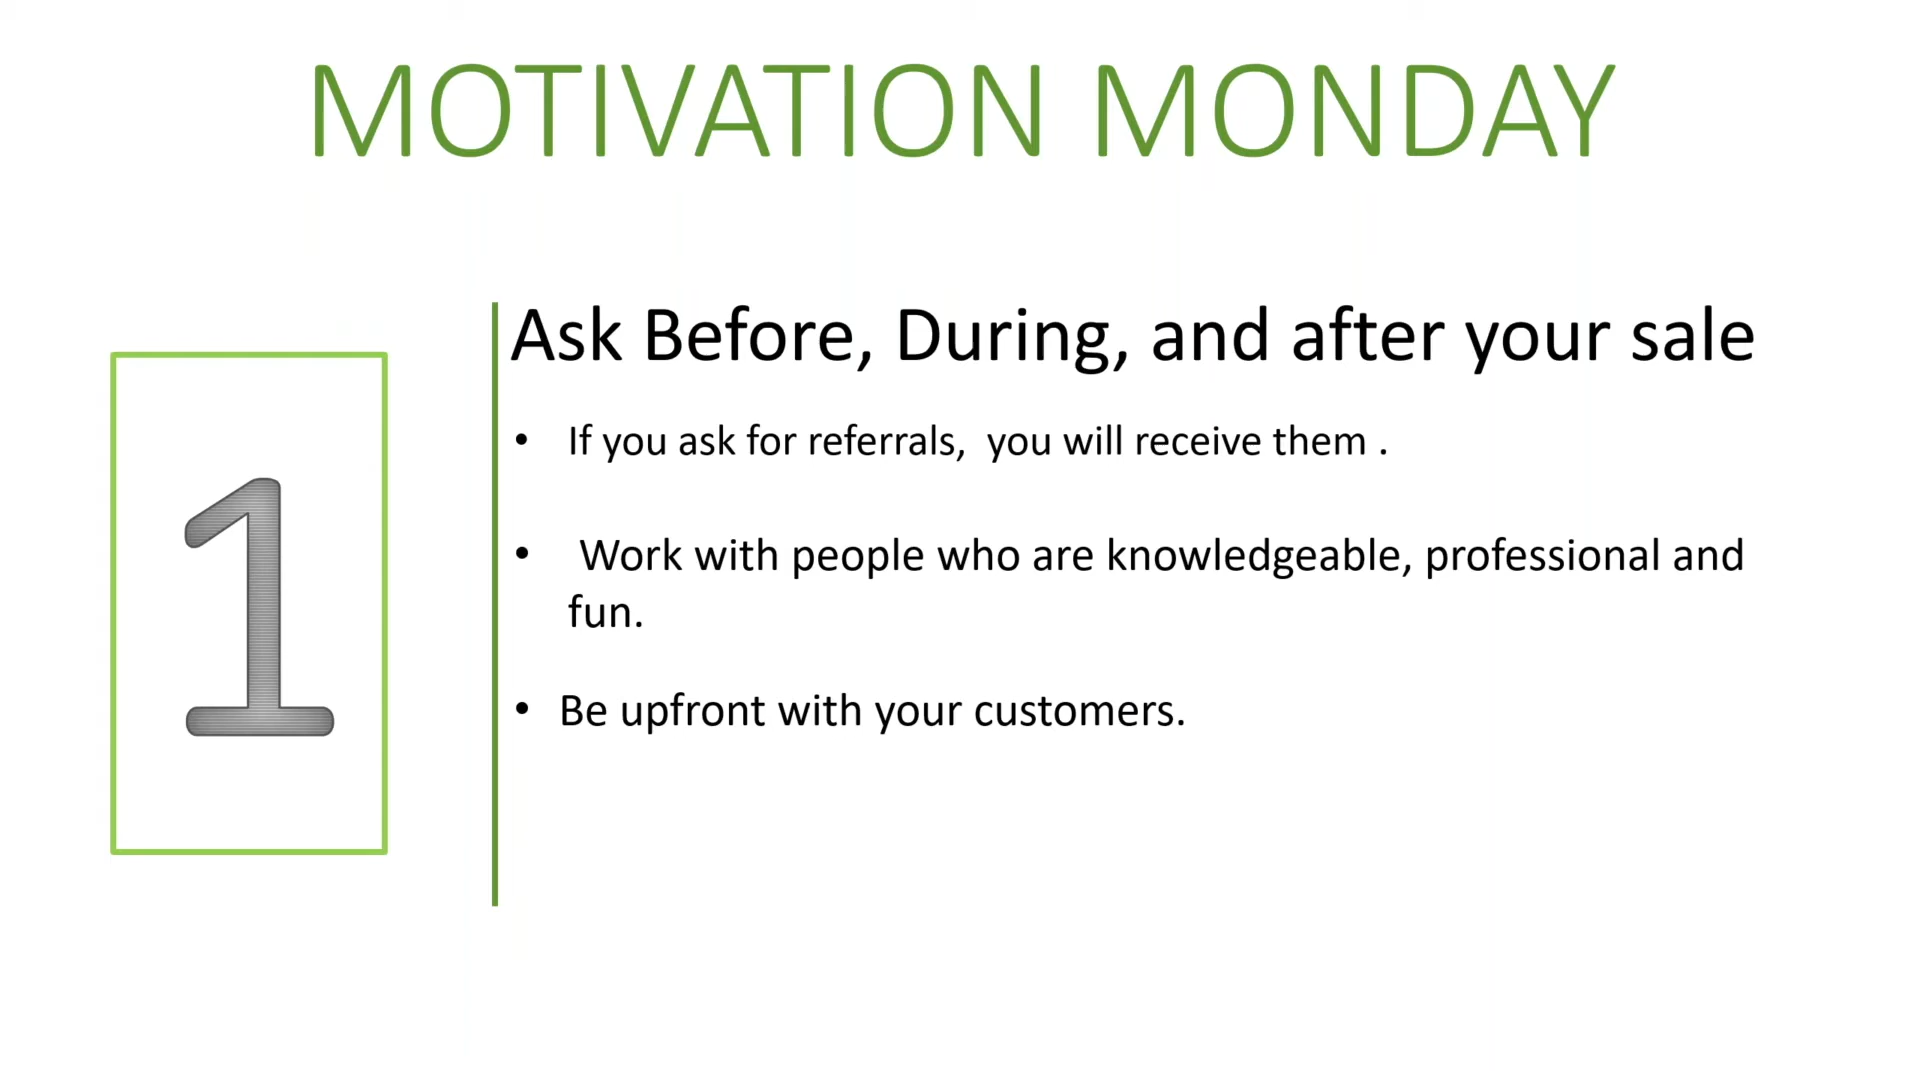 MOTIVATION MONDAY
1
Ask Before, During, and after your sale
• If you ask for referrals,  you will receive them .
• Work with people who are knowledgeable, professional and
fun.
• Be upfront with your customers.